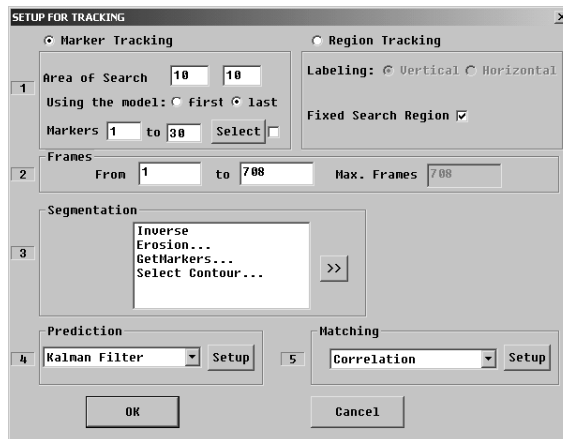 SETUP FOR TRACKING x
Marker Tracking
Region Tracking
1
Area of Search 10 10
Using the model: first last
Markers 1 to 30 Select
Labeling: Vertical Horizontal
Fixed Search Region
2
Frames
From 1 to 708 Max. Frames 708
3
Segmentation
Inverse
Erosion...
GetMarkers...
Select Contour...
>>
4
Prediction
Kalman Filter Setup
5
Matching
Correlation Setup
OK Cancel